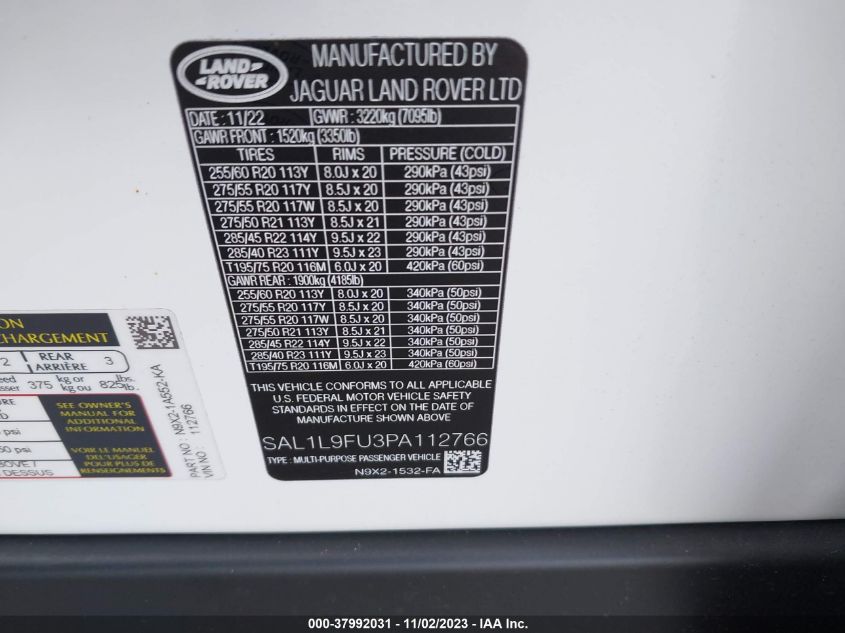 LAND-
-ROVER
MANUFACTURED BY
JAGUAR LAND ROVER LTD
DATE : 11/22 GVWR : 3220kg (7095lb)
GAWR FRONT : 1520kg (3350lb)
TIRES RIMS PRESSURE (COLD)
255/60 R20 113Y 8.0J x 20 290kPa (43psi)
275/55 R20 117Y 8.5J x 20 290kPa (43psi)
275/55 R20 117W 8.5J x 20 290kPa (43psi)
275/50 R21 113Y 8.5J x 21 290kPa (43psi)
285/45 R22 114Y 9.5J x 22 290kPa (43psi)
285/40 R23 111Y 9.5J x 23 290kPa (43psi)
T195/75 R20 116M 6.0J x 20 420kPa (60psi)
GAWR REAR : 1900kg (4185lb)
255/60 R20 113Y 8.0J x 20 340kPa (50psi)
275/55 R20 117Y 8.5J x 20 340kPa (50psi)
275/55 R20 117W 8.5J x 20 340kPa (50psi)
275/50 R21 113Y 8.5J x 21 340kPa (50psi)
285/45 R22 114Y 9.5J x 22 340kPa (50psi)
285/40 R23 111Y 9.5J x 23 340kPa (50psi)
T195/75 R20 116M 6.0J x 20 420kPa (60psi)
THIS VEHICLE CONFORMS TO ALL APPLICABLE
U.S. FEDERAL MOTOR VEHICLE SAFETY
STANDARDS IN EFFECT ON THE DATE OF
MANUFACTURE SHOWN ABOVE
SAL1L9FU3PA112766
TYPE : MULTI-PURPOSE PASSENGER VEHICLE
N9X2-1532-FA
ON
CHARGEMENT
2 REAR ARRIÈRE 3
375 kg or kg ou 825 lbs. lb.
SEE OWNER'S
MANUAL FOR
ADDITIONAL
INFORMATION
VOIR LE MANUEL
DE L'USAGER
POUR PLUS DE
RENSEIGNEMENTS
psi
50 psi
DESSUS
PART NO : N9X2-1A552-KA
VIN NO : 112766
000-37992031 - 11/02/2023 - IAA Inc.